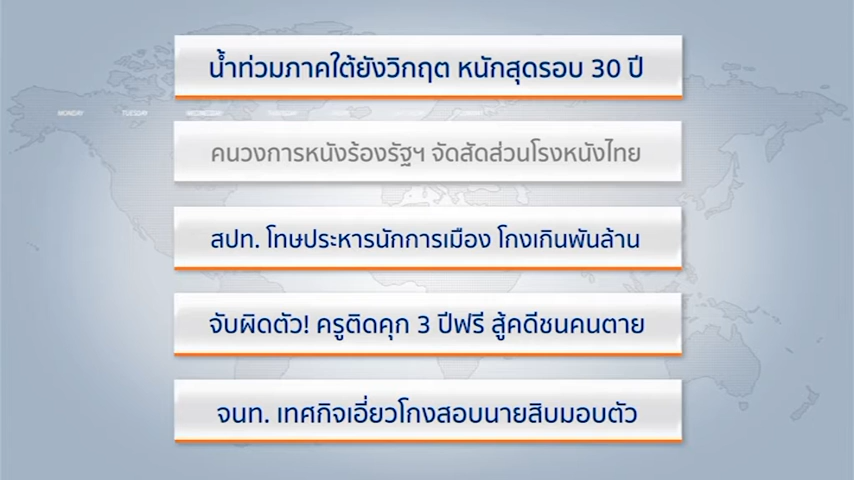 น้ำท่วมภาคใต้ยังวิกฤต หนักสุดรอบ 30 ปี
MONDAY TUESDAY WEDNESDAY
คนวงการหนังร้องรัฐฯ จัดสัดส่วนโรงหนังไทย
สปท. โทษประหารนักการเมือง โกงเกินพันล้าน
จับผิดตัว! ครูติดคุก 3 ปีฟรี สู้คดีชนคนตาย
จนท. เทศกิจเอี่ยวโกงสอบนายสิบมอบตัว